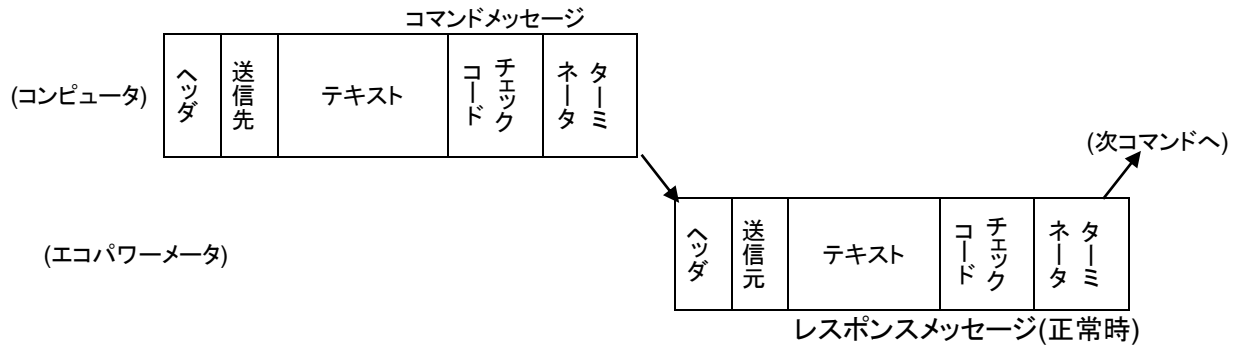 コマンドメッセージ
(コンピュータ)
ヘッダ
送信先
テキスト
チェック
コード
ターミ
ネータ
(次コマンドへ)
(エコパワーメータ)
ヘッダ
送信元
テキスト
チェック
コード
ターミ
ネータ
レスポンスメッセージ(正常時)